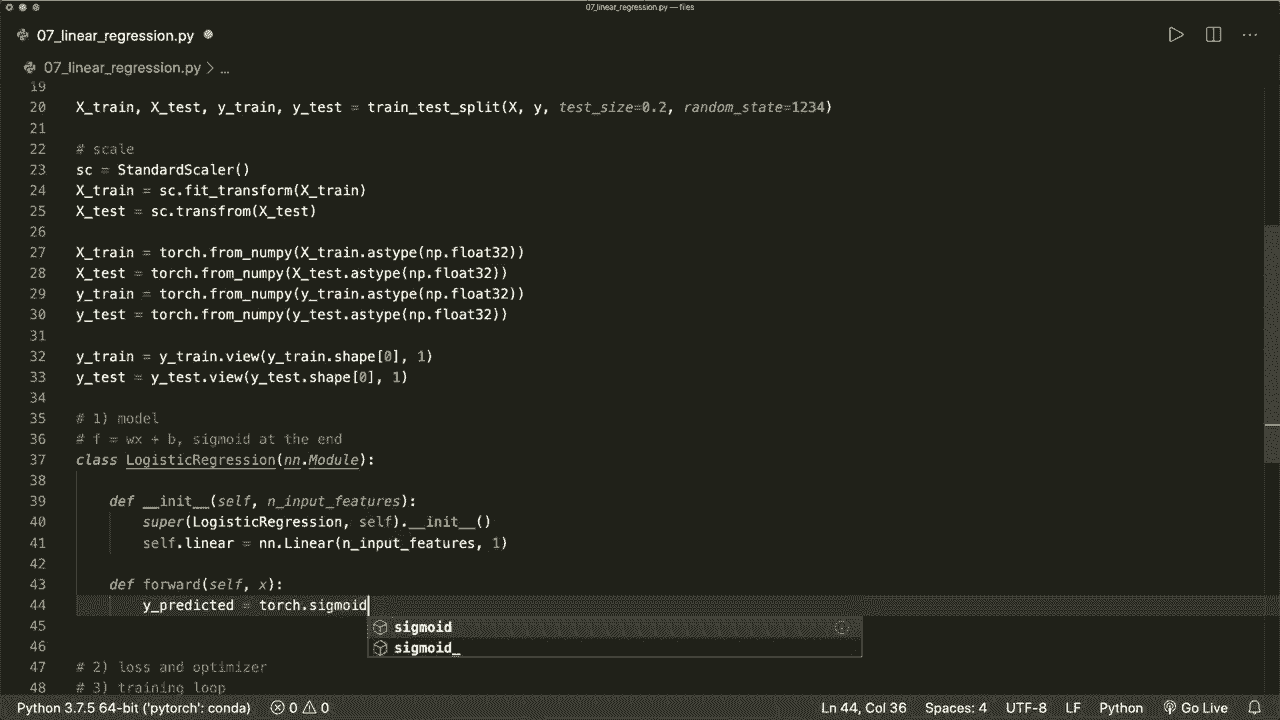 07_linear_regression.py — files
07_linear_regression.py
07_linear_regression.py > ...
19
20 X_train, X_test, y_train, y_test = train_test_split(X, y, test_size=0.2, random_state=1234)
21
22 # scale
23 sc = StandardScaler()
24 X_train = sc.fit_transform(X_train)
25 X_test = sc.transfrom(X_test)
26
27 X_train = torch.from_numpy(X_train.astype(np.float32))
28 X_test = torch.from_numpy(X_test.astype(np.float32))
29 y_train = torch.from_numpy(y_train.astype(np.float32))
30 y_test = torch.from_numpy(y_test.astype(np.float32))
31
32 y_train = y_train.view(y_train.shape[0], 1)
33 y_test = y_test.view(y_test.shape[0], 1)
34
35 # 1) model
36 # f = wx + b, sigmoid at the end
37 class LogisticRegression(nn.Module):
38
39 def __init__(self, n_input_features):
40 super(LogisticRegression, self).__init__()
41 self.linear = nn.Linear(n_input_features, 1)
42
43 def forward(self, x):
44 y_predicted = torch.sigmoid
45 sigmoid
46 sigmoid_
47 # 2) loss and optimizer
48 # 3) training loop
Python 3.7.5 64-bit ('pytorch': conda) 0 0 Ln 44, Col 36 Spaces: 4 UTF-8 LF Python Go Live